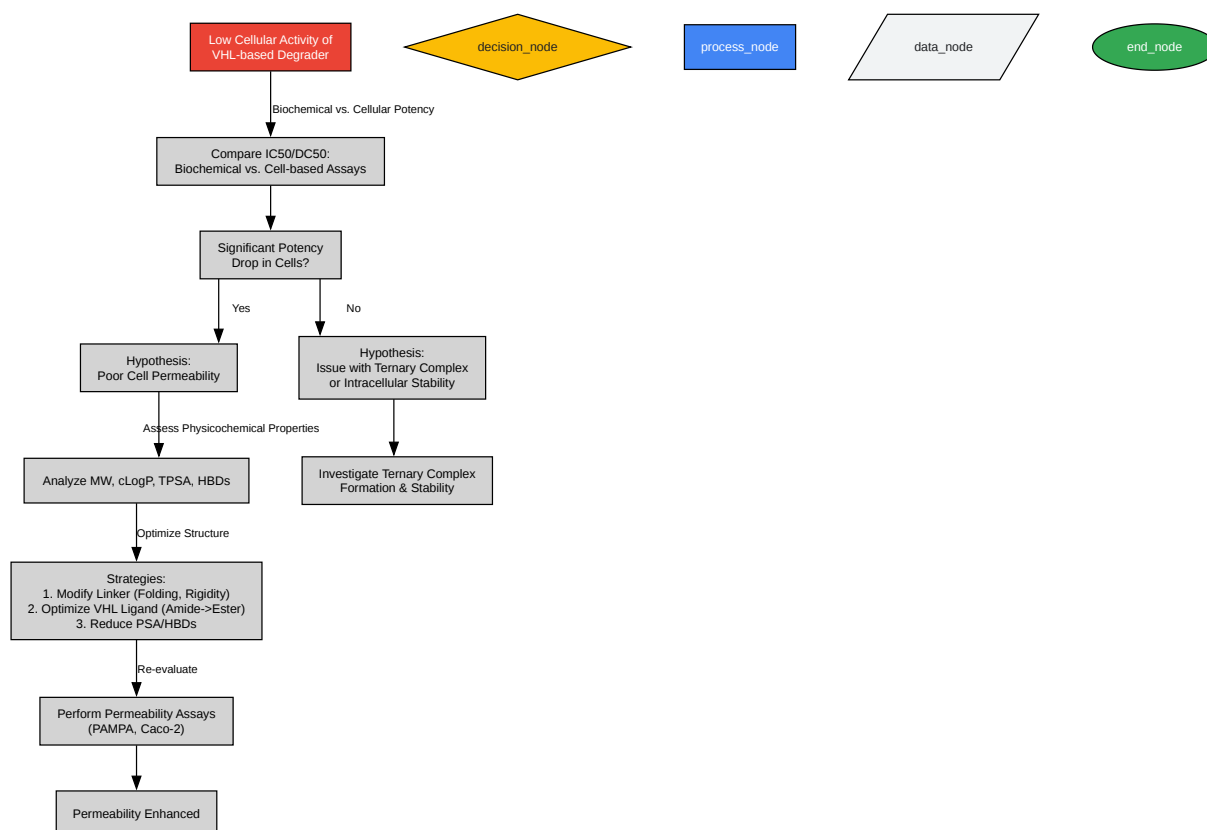 Low Cellular Activity of
VHL-based Degrader
decision_node
process_node
data_node
end_node
Biochemical vs. Cellular Potency
Compare IC50/DC50:
Biochemical vs. Cell-based Assays
Significant Potency
Drop in Cells?
Yes
No
Hypothesis:
Poor Cell Permeability
Hypothesis:
Issue with Ternary Complex
or Intracellular Stability
Assess Physicochemical Properties
Analyze MW, cLogP, TPSA, HBDs
Investigate Ternary Complex
Formation & Stability
Optimize Structure
Strategies:
1. Modify Linker (Folding, Rigidity)
2. Optimize VHL Ligand (Amide->Ester)
3. Reduce PSA/HBDs
Re-evaluate
Perform Permeability Assays
(PAMPA, Caco-2)
Permeability Enhanced